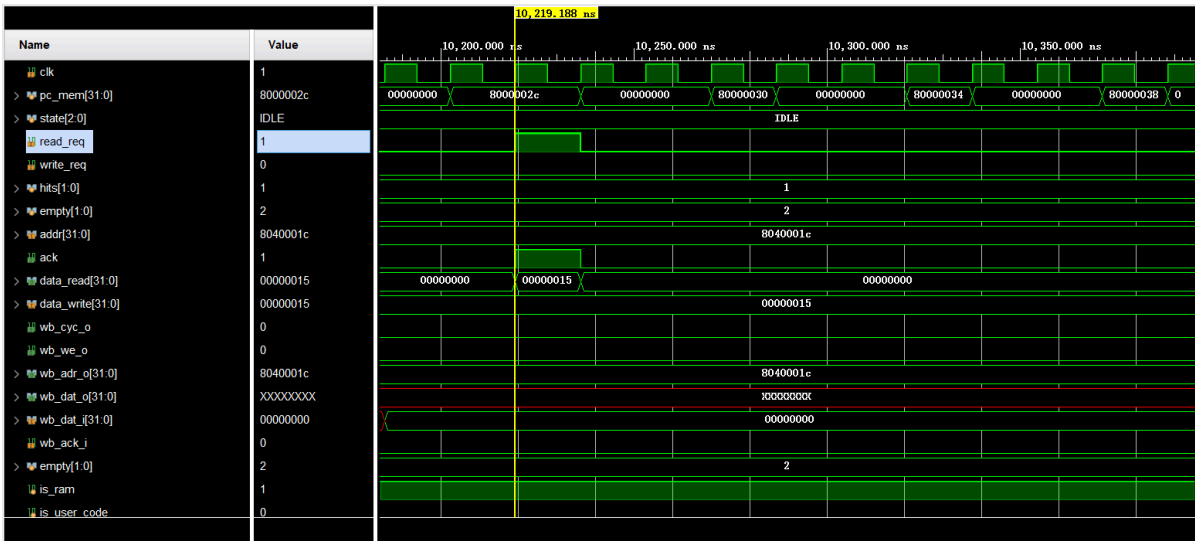 10,219.188 ns
Name Value
10,200.000 ns 10,250.000 ns 10,300.000 ns 10,350.000 ns
clk 1
pc_mem[31:0] 8000002c 00000000 8000002c 00000000 80000030 00000000 80000034 00000000 80000038 0
state[2:0] IDLE IDLE
read_req 1
write_req 0
hits[1:0] 1 1
empty[1:0] 2 2
addr[31:0] 8040001c 8040001c
ack 1
data_read[31:0] 00000015 00000000 00000015 00000000
data_write[31:0] 00000015 00000015
wb_cyc_o 0
wb_we_o 0
wb_adr_o[31:0] 8040001c 8040001c
wb_dat_o[31:0] XXXXXXXX XXXXXXXX
wb_dat_i[31:0] 00000000 00000000
wb_ack_i 0
empty[1:0] 2 2
is_ram 1
is_user_code 0